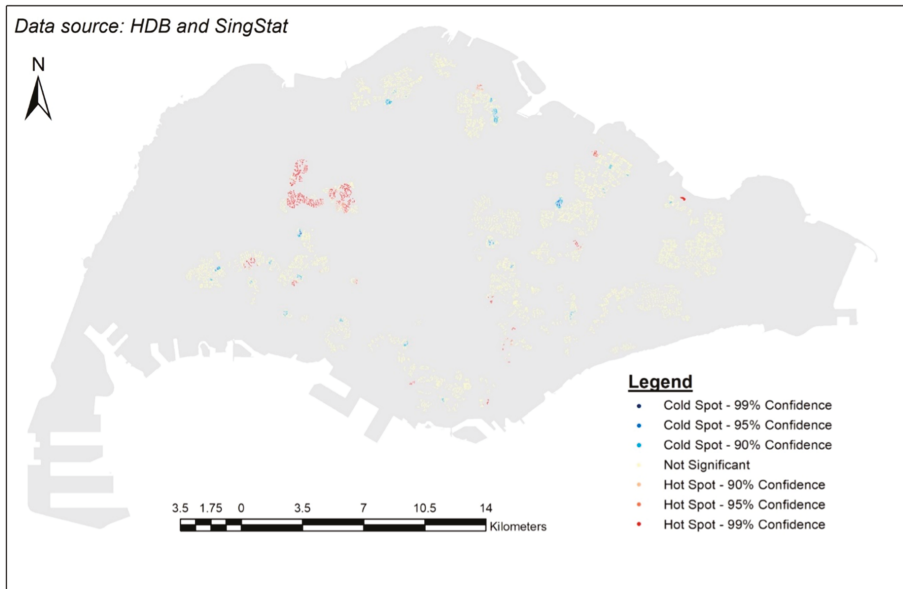 Data source: HDB and SingStat
N
Legend
Cold Spot - 99% Confidence
Cold Spot - 95% Confidence
Cold Spot - 90% Confidence
Not Significant
Hot Spot - 90% Confidence
Hot Spot - 95% Confidence
Hot Spot - 99% Confidence
3.5 1.75 0 3.5 7 10.5 14
Kilometers